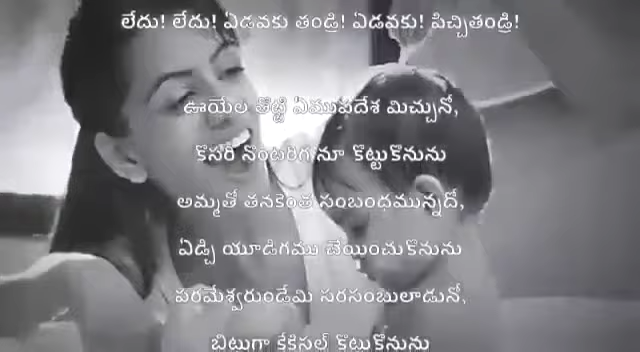 లేదు! లేదు! ఏడవకు తండ్రి! ఏడవకు! పిచ్చితండ్రి!
ఊయేల తొట్టి ఏముపదేశ మిచ్చునో,
కొసరి నొంటరిగ నూ కొట్టుకొనును
అమ్మతో తనకెంత సంబంధమున్నదో,
ఏడ్చి యూడిగము చేయించుకొనును
పరమేశ్వరుండేమి సరసంబులాడునో,
బిట్టుగా కేకేసల్ కొట్టుకొనును